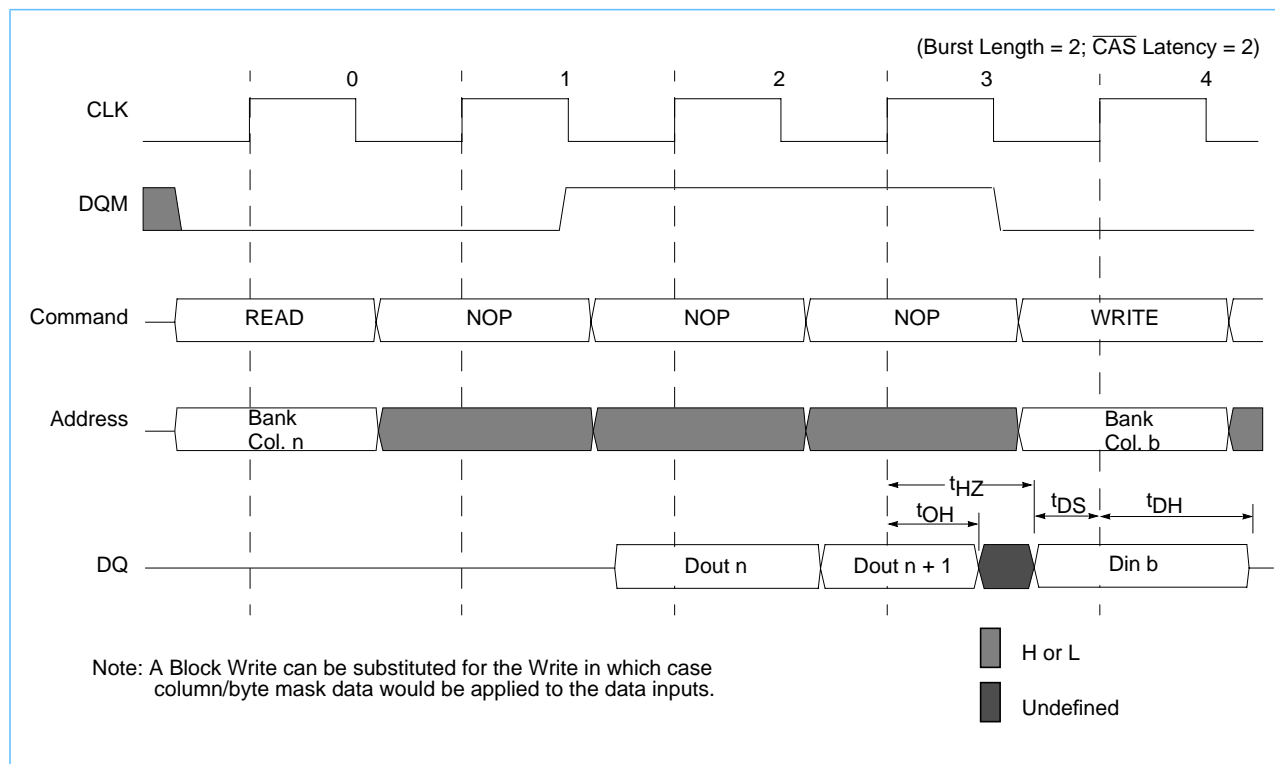 (Burst Length = 2; CAS Latency = 2)
0 1 2 3 4
CLK
DQM
Command READ NOP NOP NOP WRITE
Address Bank Col. n Bank Col. b
tHZ
tOH
tDS
tDH
DQ Dout n Dout n + 1 Din b
Note: A Block Write can be substituted for the Write in which case
column/byte mask data would be applied to the data inputs.
H or L
Undefined